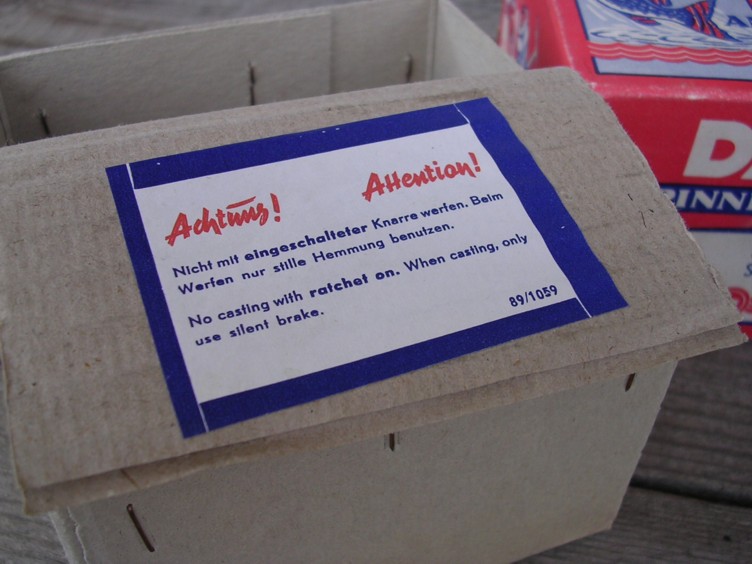 Achtung! Attention!
Nicht mit eingeschalteter Knarre werfen. Beim
Werfen nur stille Hemmung benutzen.
No casting with ratchet on. When casting, only
use silent brake.
89/1059